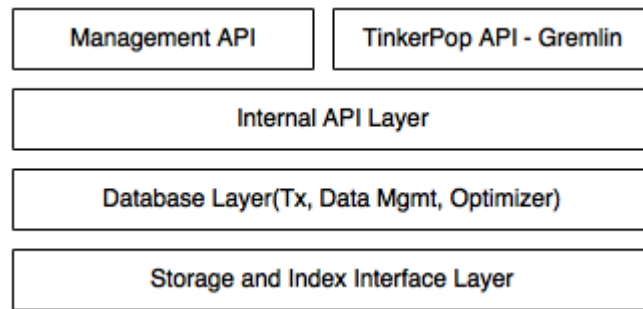 Management API
TinkerPop API - Gremlin
Internal API Layer
Database Layer(Tx, Data Mgmt, Optimizer)
Storage and Index Interface Layer